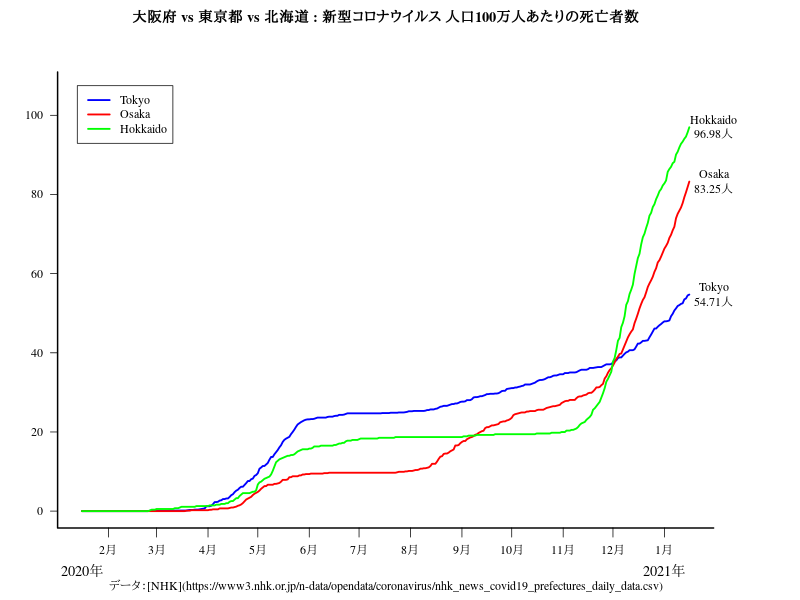 大阪府 vs 東京都 vs 北海道 : 新型コロナウイルス 人口100万人あたりの死亡者数
Tokyo
Osaka
Hokkaido
100
80
60
40
20
0
Hokkaido
96.98人
Osaka
83.25人
Tokyo
54.71人
2月 3月 4月 5月 6月 7月 8月 9月 10月 11月 12月 1月
2020年 2021年
データ:[NHK](https://www3.nhk.or.jp/n-data/opendata/coronavirus/nhk_news_covid19_prefectures_daily_data.csv)